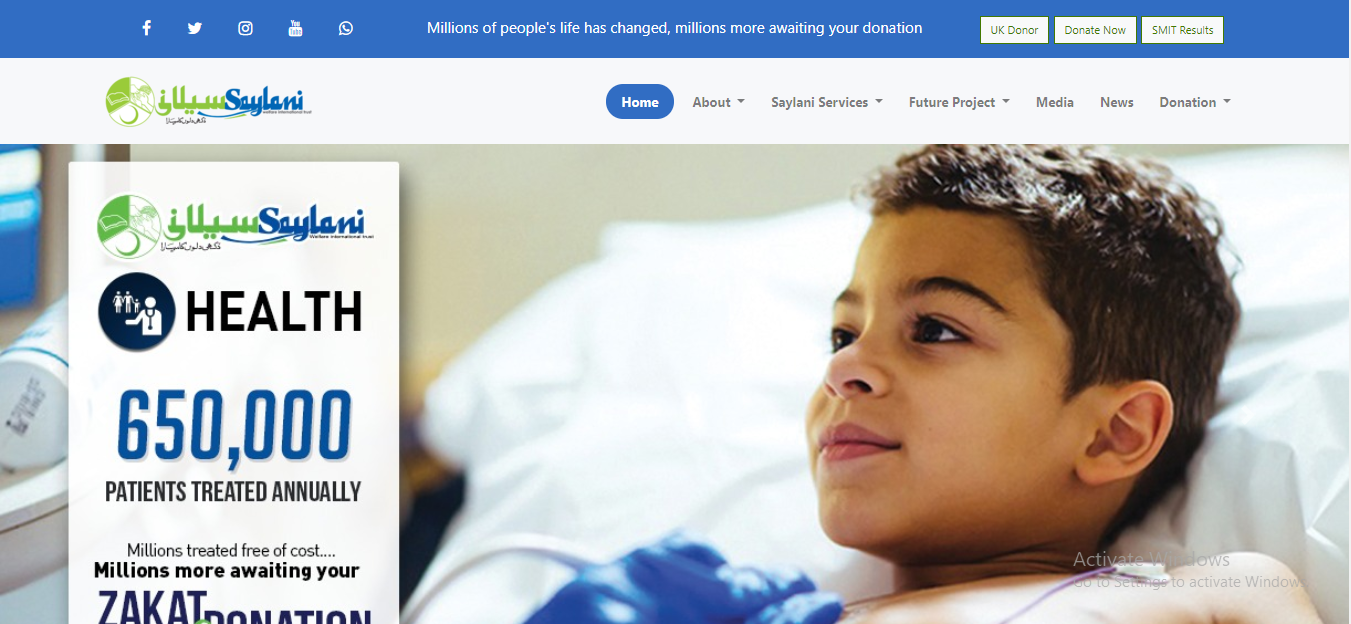 You Tube
Millions of people's life has changed, millions more awaiting your donation
UK Donor
Donate Now
SMIT Results
سیلانی Saylani
Welfare international trust
Home
About
Saylani Services
Future Project
Media
News
Donation
سیلانی Saylani
Welfare international trust
HEALTH
650,000
PATIENTS TREATED ANNUALLY
Millions treated free of cost....
Millions more awaiting your
ZAKAT
DONATION
Activate Windows
Go to Settings to activate Windows.